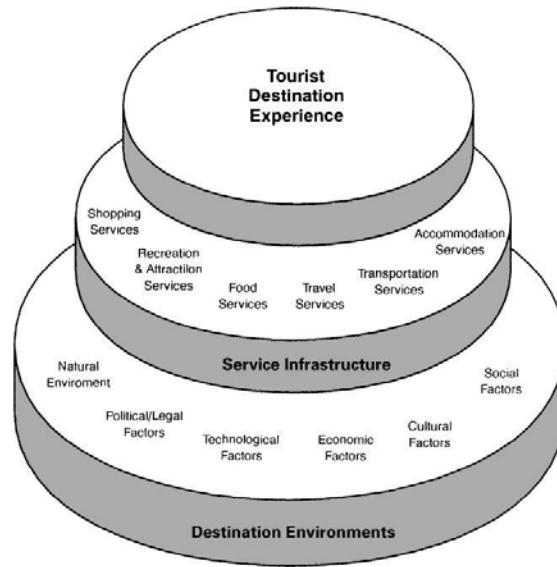 Tourist
Destination
Experience
Shopping
Services
Recreation
& Attractilon
Services
Food
Services
Travel
Services
Transportation
Services
Accommodation
Services
Service Infrastructure
Natural
Enviroment
Political/Legal
Factors
Technological
Factors
Economic
Factors
Cultural
Factors
Social
Factors
Destination Environments